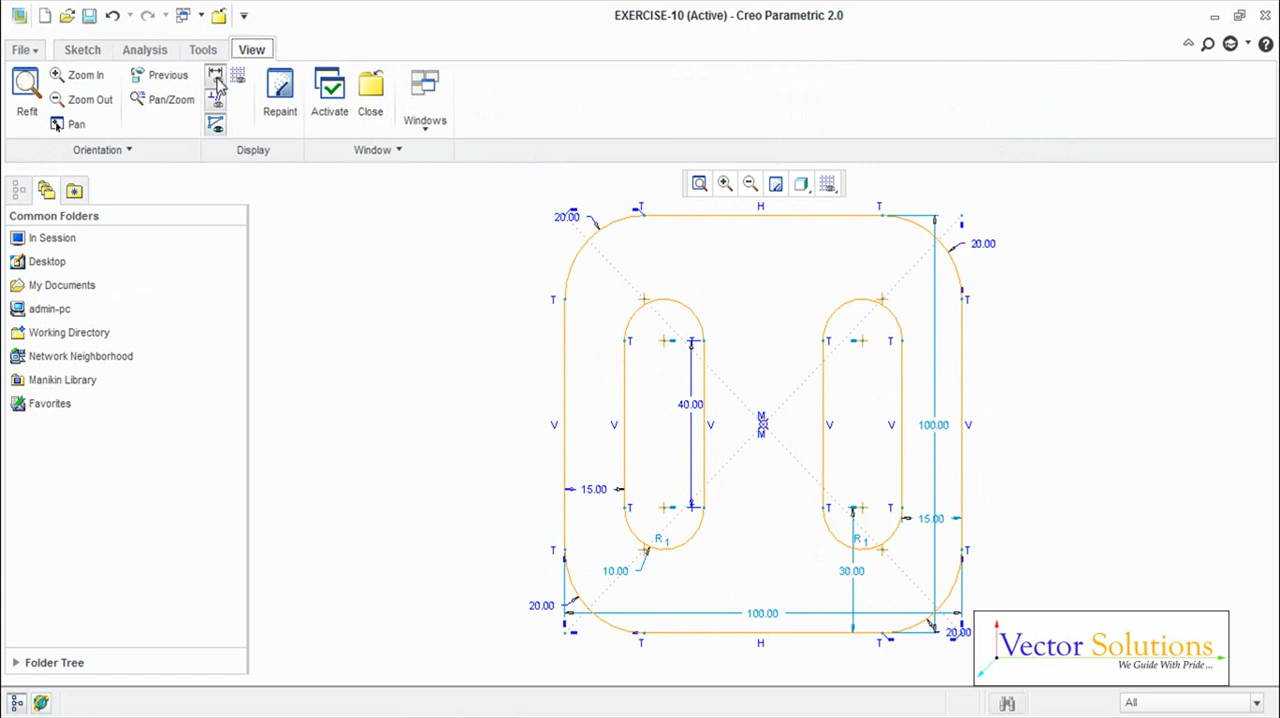 EXERCISE-10 (Active) - Creo Parametric 2.0
File
Sketch
Analysis
Tools
View
Refit
Zoom In
Zoom Out
Pan
Previous
Pan/Zoom
Repaint
Activate
Close
Windows
Orientation
Display
Window
Common Folders
In Session
Desktop
My Documents
admin-pc
Working Directory
Network Neighborhood
Manikin Library
Favorites
Folder Tree
T H T
20.00
20.00
T T
T T T T
40.00
M
V V V V V 100.00 V
M
15.00
15.00
T T T T
R1 R1
T T
10.00
30.00
20.00
100.00
20.00
T H T
Vector Solutions
We Guide With Pride...
All